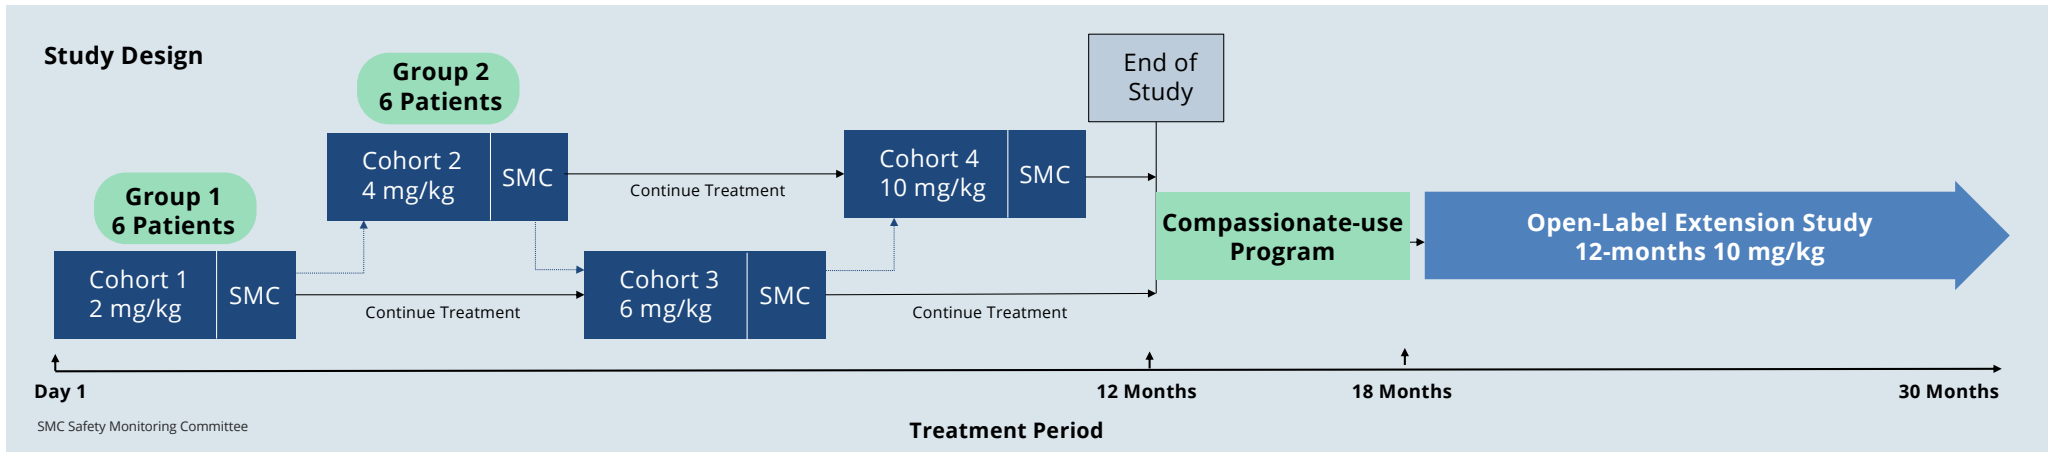 Study Design
Group 2
6 Patients
End of
Study
Cohort 2
4 mg/kg
SMC
Continue Treatment
Cohort 4
10 mg/kg
SMC
Group 1
6 Patients
Cohort 1
2 mg/kg
SMC
Continue Treatment
Cohort 3
6 mg/kg
SMC
Continue Treatment
Compassionate-use
Program
Open-Label Extension Study
12-months 10 mg/kg
Day 1
12 Months
18 Months
30 Months
SMC Safety Monitoring Committee
Treatment Period